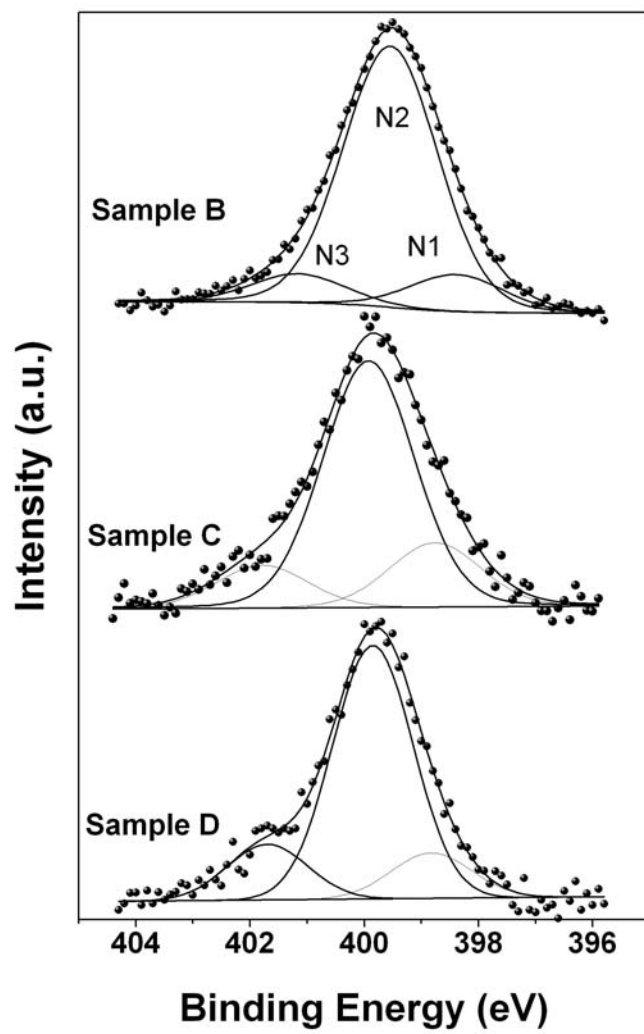 N2
Sample B
N3
N1
Sample C
Sample D
Intensity (a.u.)
404 402 400 398 396
Binding Energy (eV)